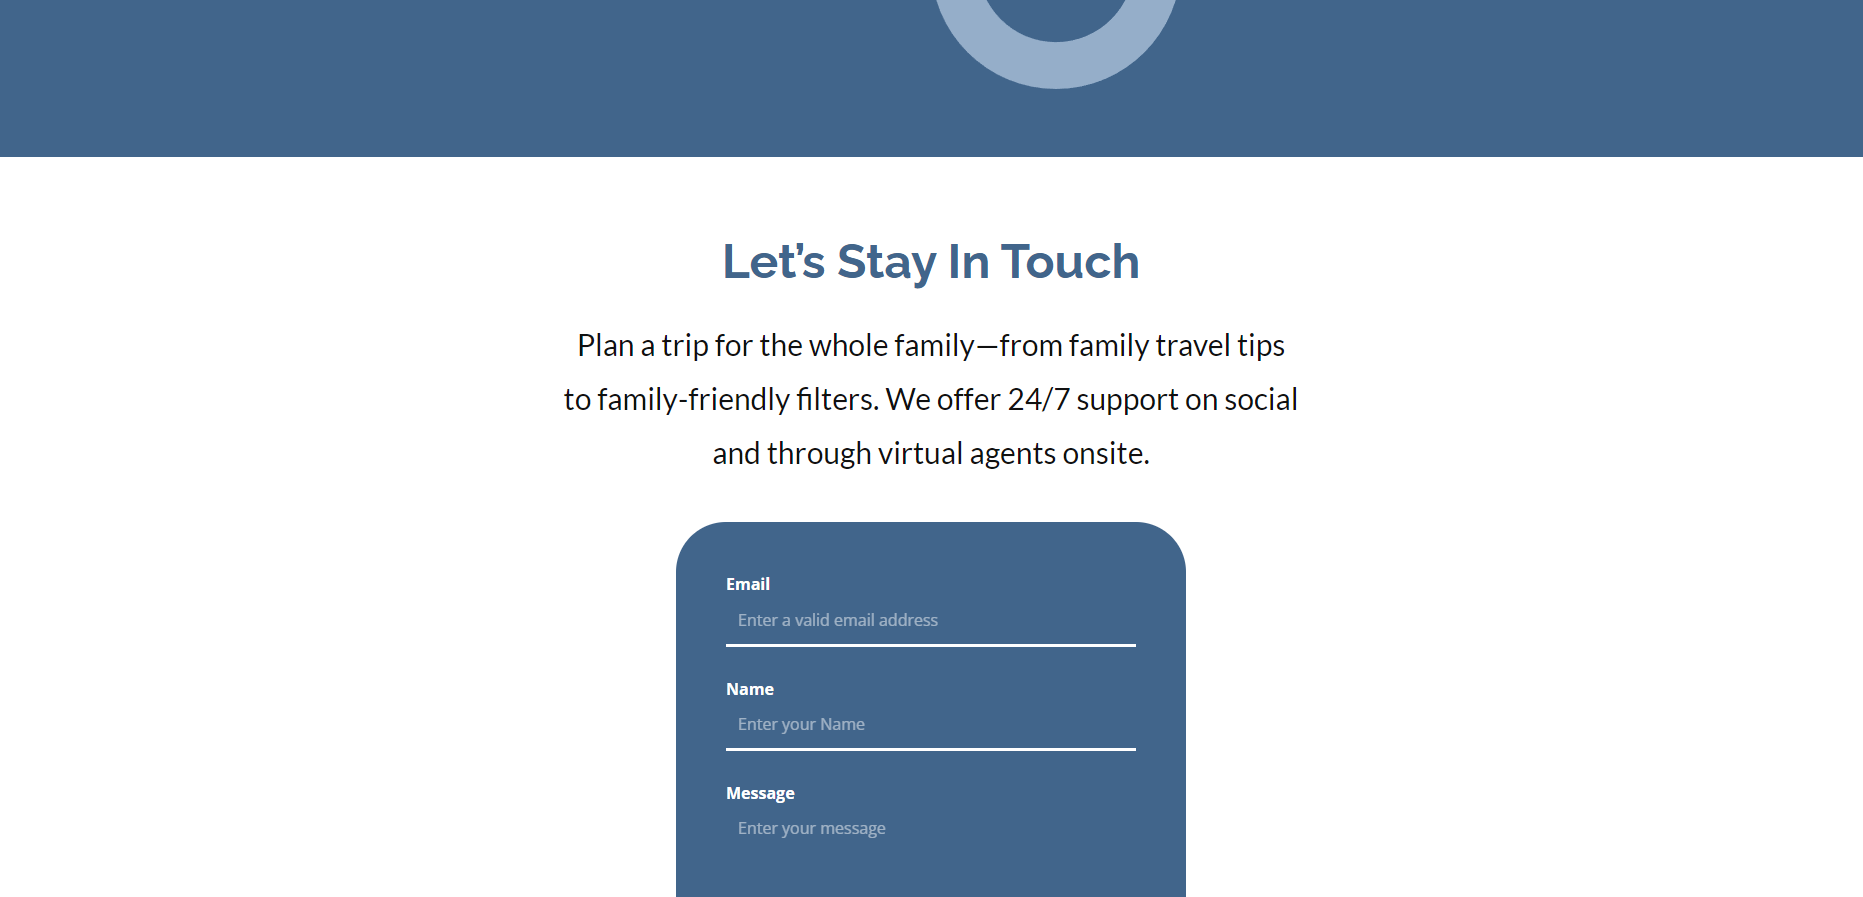 Let’s Stay In Touch
Plan a trip for the whole family—from family travel tips
to family-friendly filters. We offer 24/7 support on social
and through virtual agents onsite.
Email
Enter a valid email address
Name
Enter your Name
Message
Enter your message